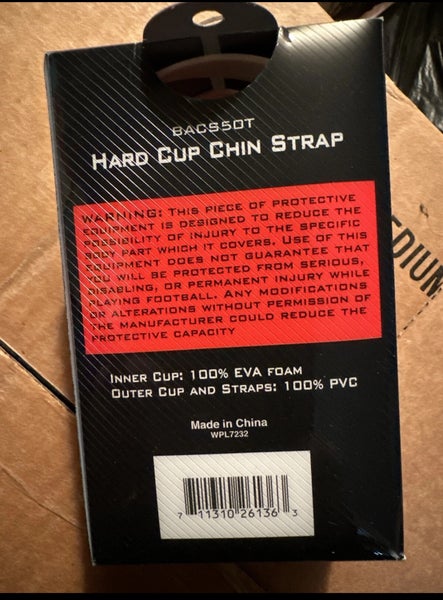 BACS50T
HARD CUP CHIN STRAP
WARNING: THIS PIECE OF PROTECTIVE
EQUIPMENT IS DESIGNED TO REDUCE THE
POSSIBILITY OF INJURY TO THE SPECIFIC
BODY PART WHICH IT COVERS. USE OF THIS
EQUIPMENT DOES NOT GUARANTEE THAT
YOU WILL BE PROTECTED FROM SERIOUS,
DISABLING, OR PERMANENT INJURY WHILE
PLAYING FOOTBALL. ANY MODIFICATIONS
OR ALTERATIONS WITHOUT PERMISSION OF
THE MANUFACTURER COULD REDUCE THE
PROTECTIVE CAPACITY
INNER CUP: 100% EVA FOAM
OUTER CUP AND STRAPS: 100% PVC
Made in China
WPL7232
7 11310 26136 3
EDIUM